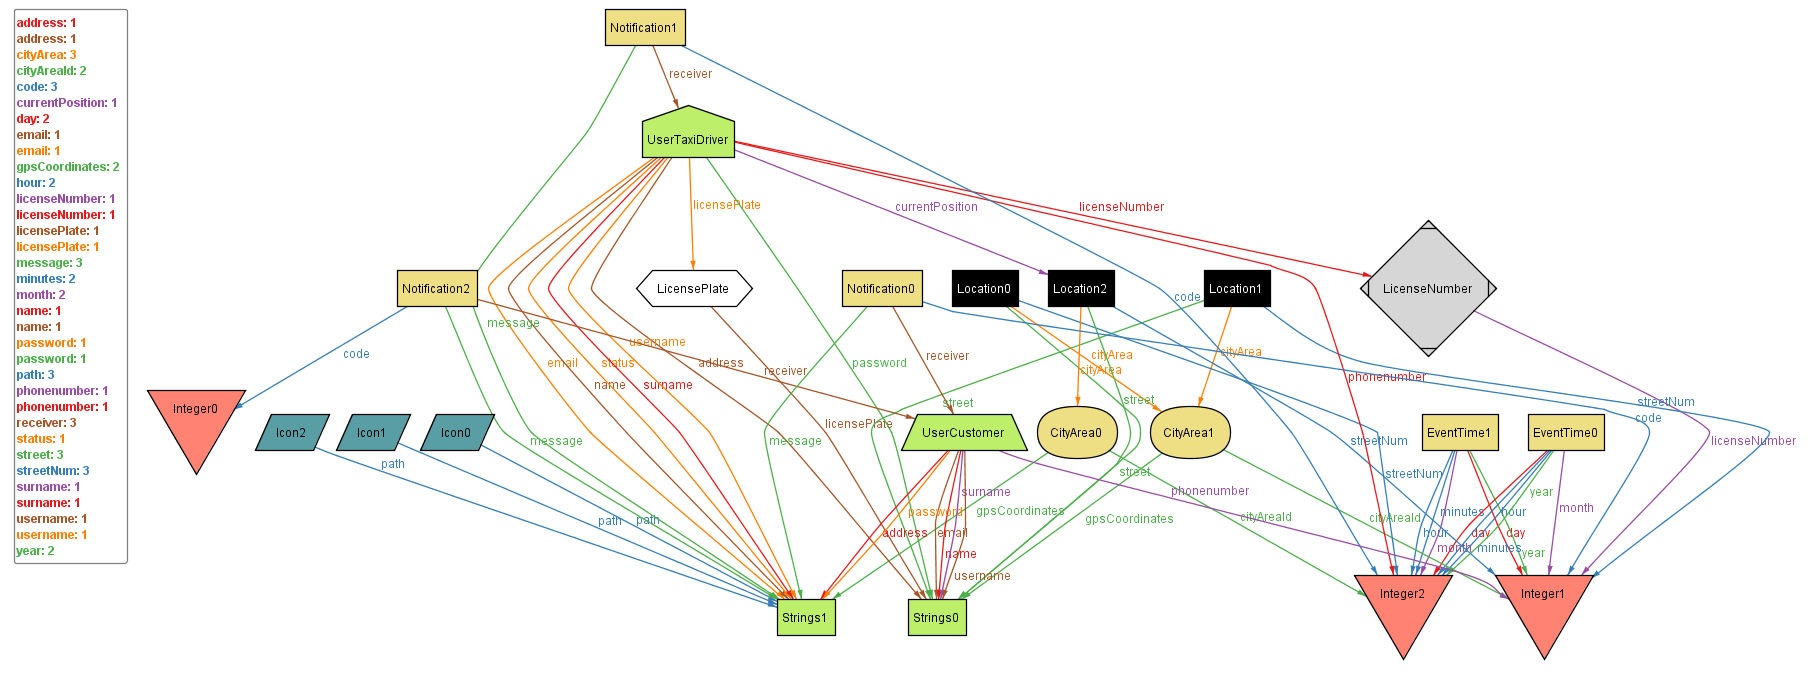 address: 1
address: 1
cityArea: 3
cityAreaId: 2
code: 3
currentPosition: 1
day: 2
email: 1
email: 1
gpsCoordinates: 2
hour: 2
licenseNumber: 1
licenseNumber: 1
licensePlate: 1
licensePlate: 1
message: 3
minutes: 2
month: 2
name: 1
name: 1
password: 1
password: 1
path: 3
phonenumber: 1
phonenumber: 1
receiver: 3
status: 1
street: 3
streetNum: 3
surname: 1
surname: 1
username: 1
username: 1
year: 2
Notification1
receiver
UserTaxiDriver
licensePlate
currentPosition
licenseNumber
Notification2
LicensePlate
Notification0
Location0
Location2
Location1
LicenseNumber
code
message
username
code
email
status
address
password
receiver
cityArea
cityArea
name
surname
receiver
cityArea
phonenumber
Integer0
Icon2
Icon1
Icon0
street
street
streetNum
licensePlate
code
UserCustomer
CityArea0
CityArea1
EventTime1
EventTime0
message
message
streetNum
licenseNumber
path
street
streetNum
surname
phonenumber
year
path
path
password
gpsCoordinates
gpsCoordinates
cityAreaId
cityAreaId
minutes
hour
month
address
email
hour
day
day
name
month
minutes
year
username
Integer2
Integer1
Strings1
Strings0